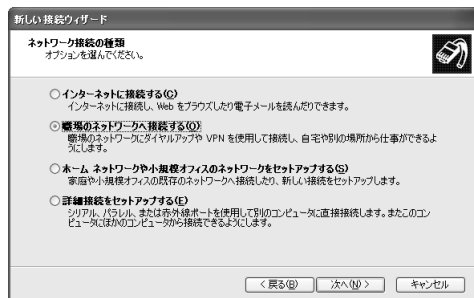 新しい接続ウィザード
ネットワーク接続の種類
オプションを選んでください。
インターネットに接続する(C)
インターネットに接続し、Web をブラウズしたり電子メールを読んだりできます。
職場のネットワークへ接続する(O)
職場のネットワークにダイヤルアップや VPN を使用して接続し、自宅や別の場所から仕事ができるよ
うにします。
ホーム ネットワークや小規模オフィスのネットワークをセットアップする(S)
家庭や小規模オフィスの既存のネットワークへ接続したり、新しい接続をセットアップします。
詳細接続をセットアップする(E)
シリアル、パラレル、または赤外線ポートを使用して別のコンピュータに直接接続します。またこのコン
ピュータにほかのコンピュータから接続できるようにします。
< 戻る(B) 次へ(N) > キャンセル